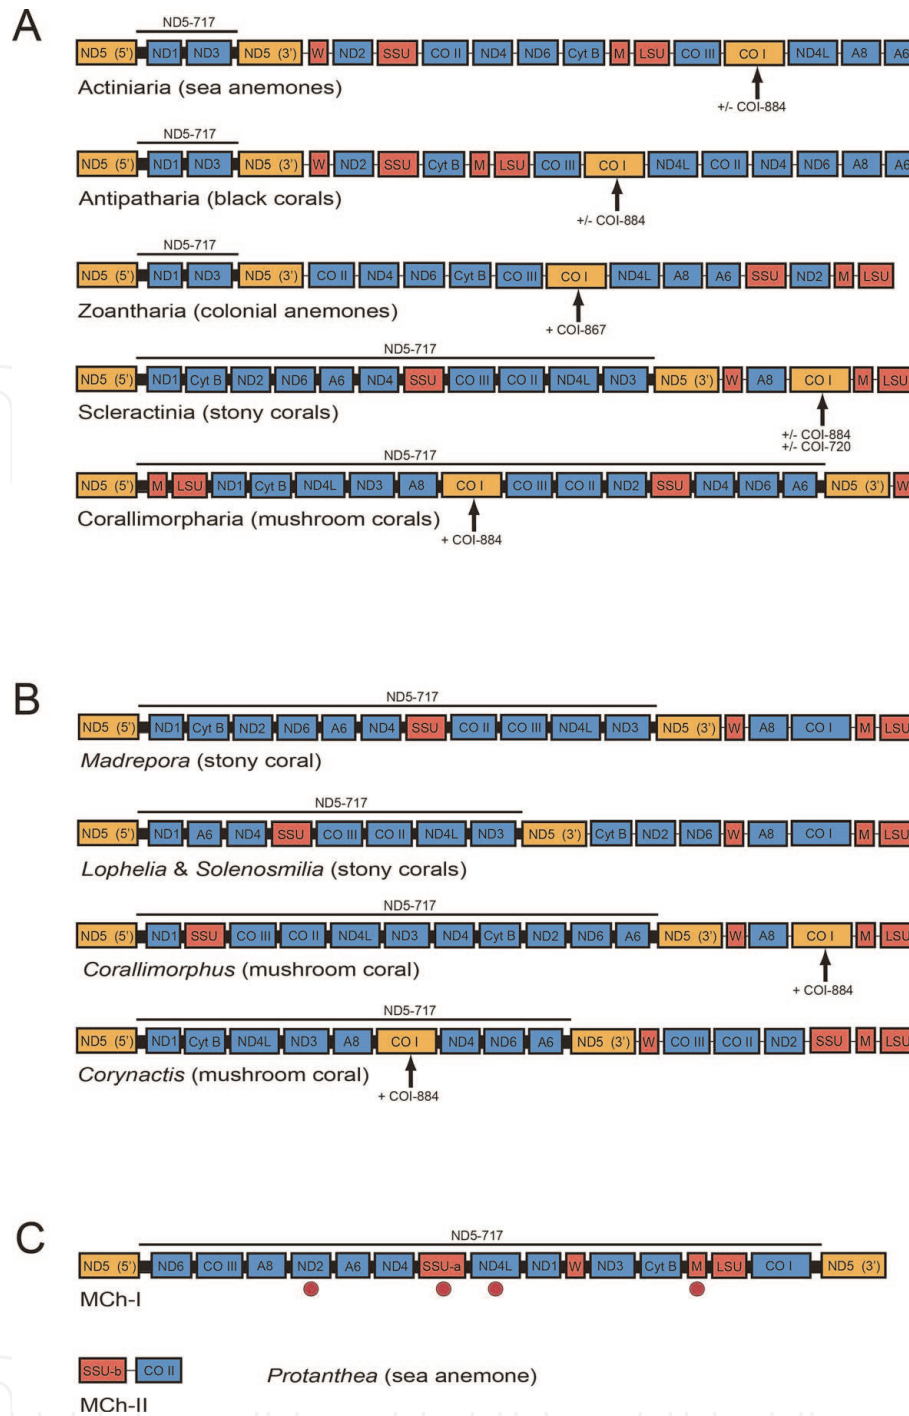 A
ND5-717
ND5 (5') ND1 ND3 ND5 (3') W ND2 SSU CO II ND4 ND6 Cyt B M LSU CO III CO I ND4L A8 A6
Actiniaria (sea anemones)
+/- COI-884
ND5-717
ND5 (5') ND1 ND3 ND5 (3') W ND2 SSU Cyt B M LSU CO III CO I ND4L CO II ND4 ND6 A8 A6
Antipatharia (black corals)
+/- COI-884
ND5-717
ND5 (5') ND1 ND3 ND5 (3') CO II ND4 ND6 Cyt B CO III CO I ND4L A8 A6 SSU ND2 M LSU
Zoantharia (colonial anemones)
+ COI-867
ND5-717
ND5 (5') ND1 Cyt B ND2 ND6 A6 ND4 SSU CO III CO II ND4L ND3 ND5 (3') W A8 CO I M LSU
Scleractinia (stony corals)
+/- COI-884
+/- COI-720
ND5-717
ND5 (5') M LSU ND1 Cyt B ND4L ND3 A8 CO I CO III CO II ND2 SSU ND4 ND6 A6 ND5 (3') W
Corallimorpharia (mushroom corals)
+ COI-884
B
ND5-717
ND5 (5') ND1 Cyt B ND2 ND6 A6 ND4 SSU CO II CO III ND4L ND3 ND5 (3') W A8 CO I M LSU
Madrepora (stony coral)
ND5-717
ND5 (5') ND1 A6 ND4 SSU CO III CO II ND4L ND3 ND5 (3') Cyt B ND2 ND6 W A8 CO I M LSU
Lophelia & Solenosmilia (stony corals)
ND5-717
ND5 (5') ND1 SSU CO III CO II ND4L ND3 ND4 Cyt B ND2 ND6 A6 ND5 (3') W A8 CO I M LSU
Corallimorphus (mushroom coral)
+ COI-884
ND5-717
ND5 (5') ND1 Cyt B ND4L ND3 A8 CO I ND4 ND6 A6 ND5 (3') W CO III CO II ND2 SSU M LSU
Corynactis (mushroom coral)
+ COI-884
C
ND5-717
ND5 (5') ND6 CO III A8 ND2 A6 ND4 SSU-a ND4L ND1 W ND3 Cyt B M LSU CO I ND5 (3')
MCh-I
SSU-b CO II
Protanthea (sea anemone)
MCh-II